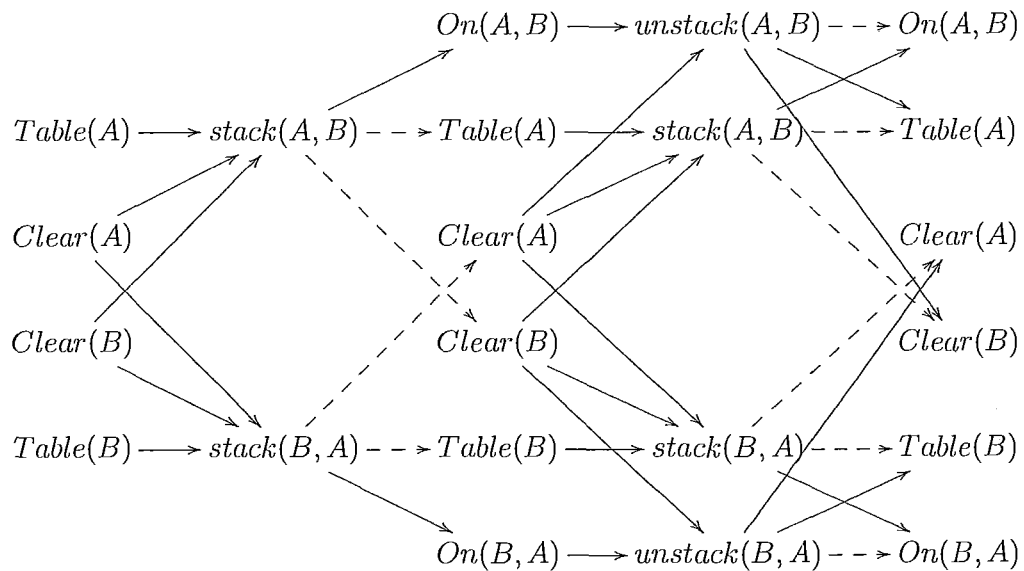 On(A, B) unstack(A, B) On(A, B)
Table(A) stack(A, B) Table(A) stack(A, B) Table(A)
Clear(A) Clear(A) Clear(A)
Clear(B) Clear(B) Clear(B)
Table(B) stack(B, A) Table(B) stack(B, A) Table(B)
On(B, A) unstack(B, A) On(B, A)